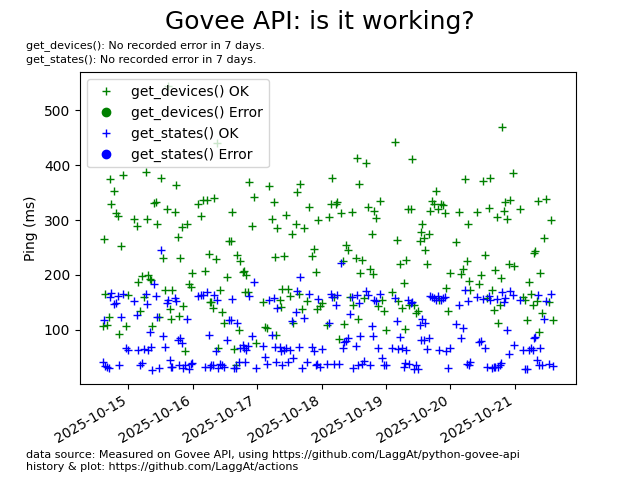 Govee API: is it working?
get_devices(): No recorded error in 7 days.
get_states(): No recorded error in 7 days.
get_devices() OK
get_devices() Error
get_states() OK
get_states() Error
Ping (ms)
500
400
300
200
100
2025-10-15
2025-10-16
2025-10-17
2025-10-18
2025-10-19
2025-10-20
2025-10-21
data source: Measured on Govee API, using https://github.com/LaggAt/python-govee-api
history & plot: https://github.com/LaggAt/actions